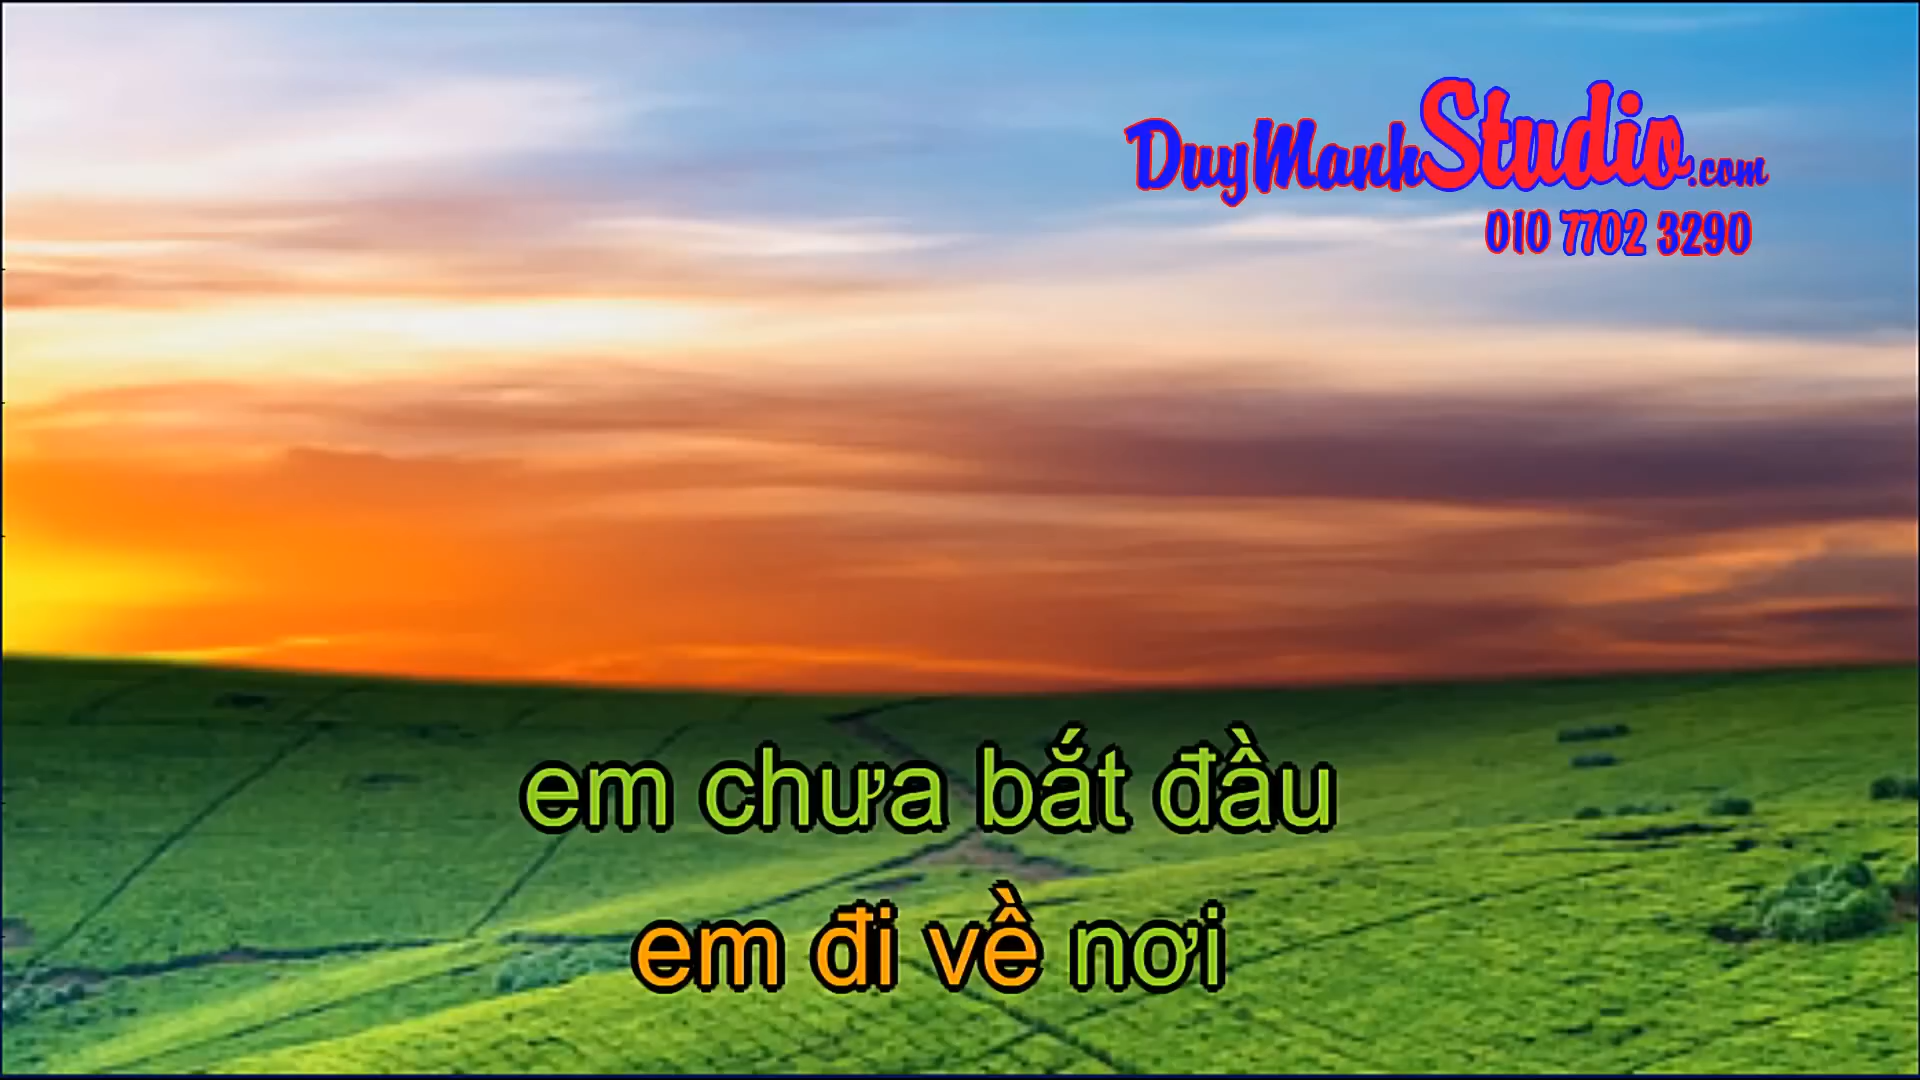 DuyManhStudio.com
010 7702 3290
em chưa bắt đầu
em đi về nơi